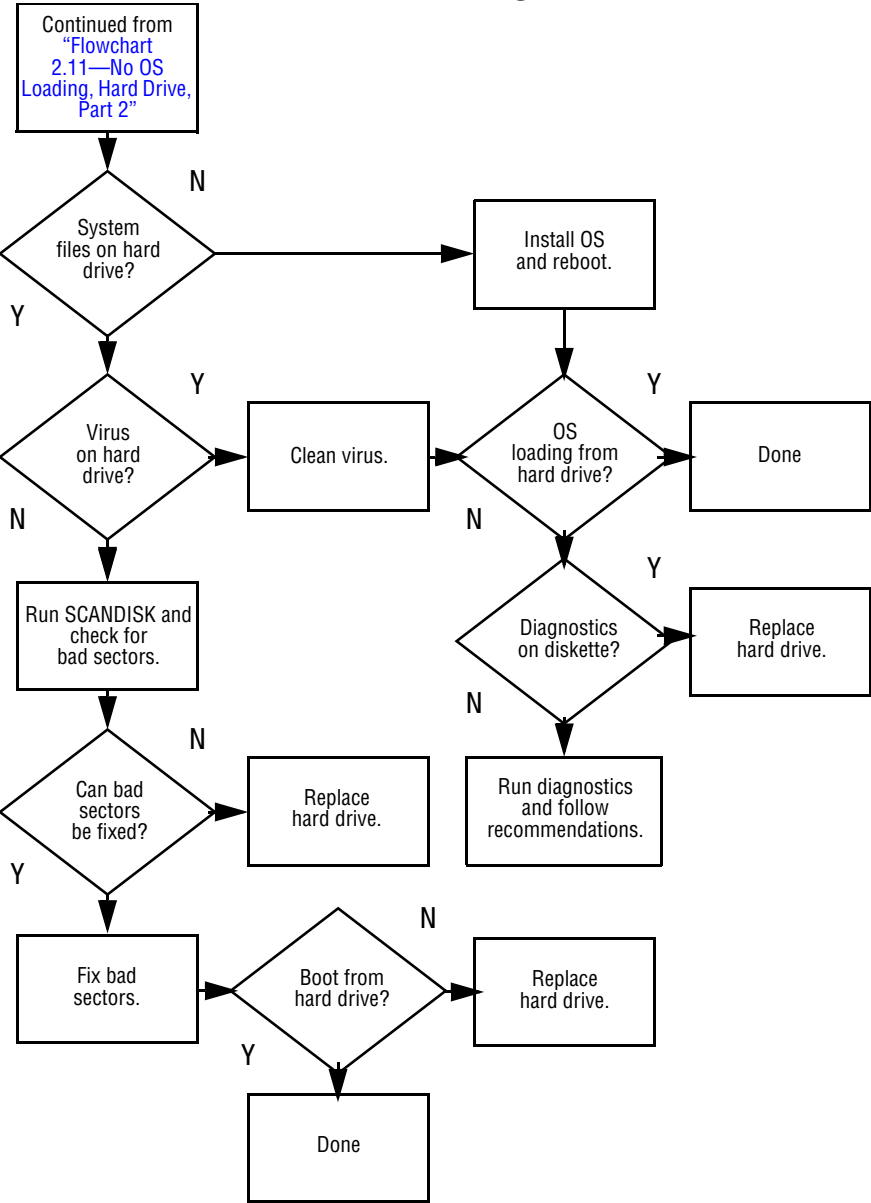 Continued from
“Flowchart
2.11—No OS
Loading, Hard Drive,
Part 2”
N
System
files on hard
drive?
Install OS
and reboot.
Y
Y
Virus
on hard
drive?
Clean virus.
Y
OS
loading from
hard drive?
Done
N
N
Run SCANDISK and
check for
bad sectors.
Y
Diagnostics
on diskette?
Replace
hard drive.
N
N
Can bad
sectors
be fixed?
Replace
hard drive.
Run diagnostics
and follow
recommendations.
Y
Fix bad
sectors.
N
Boot from
hard drive?
Replace
hard drive.
Y
Done